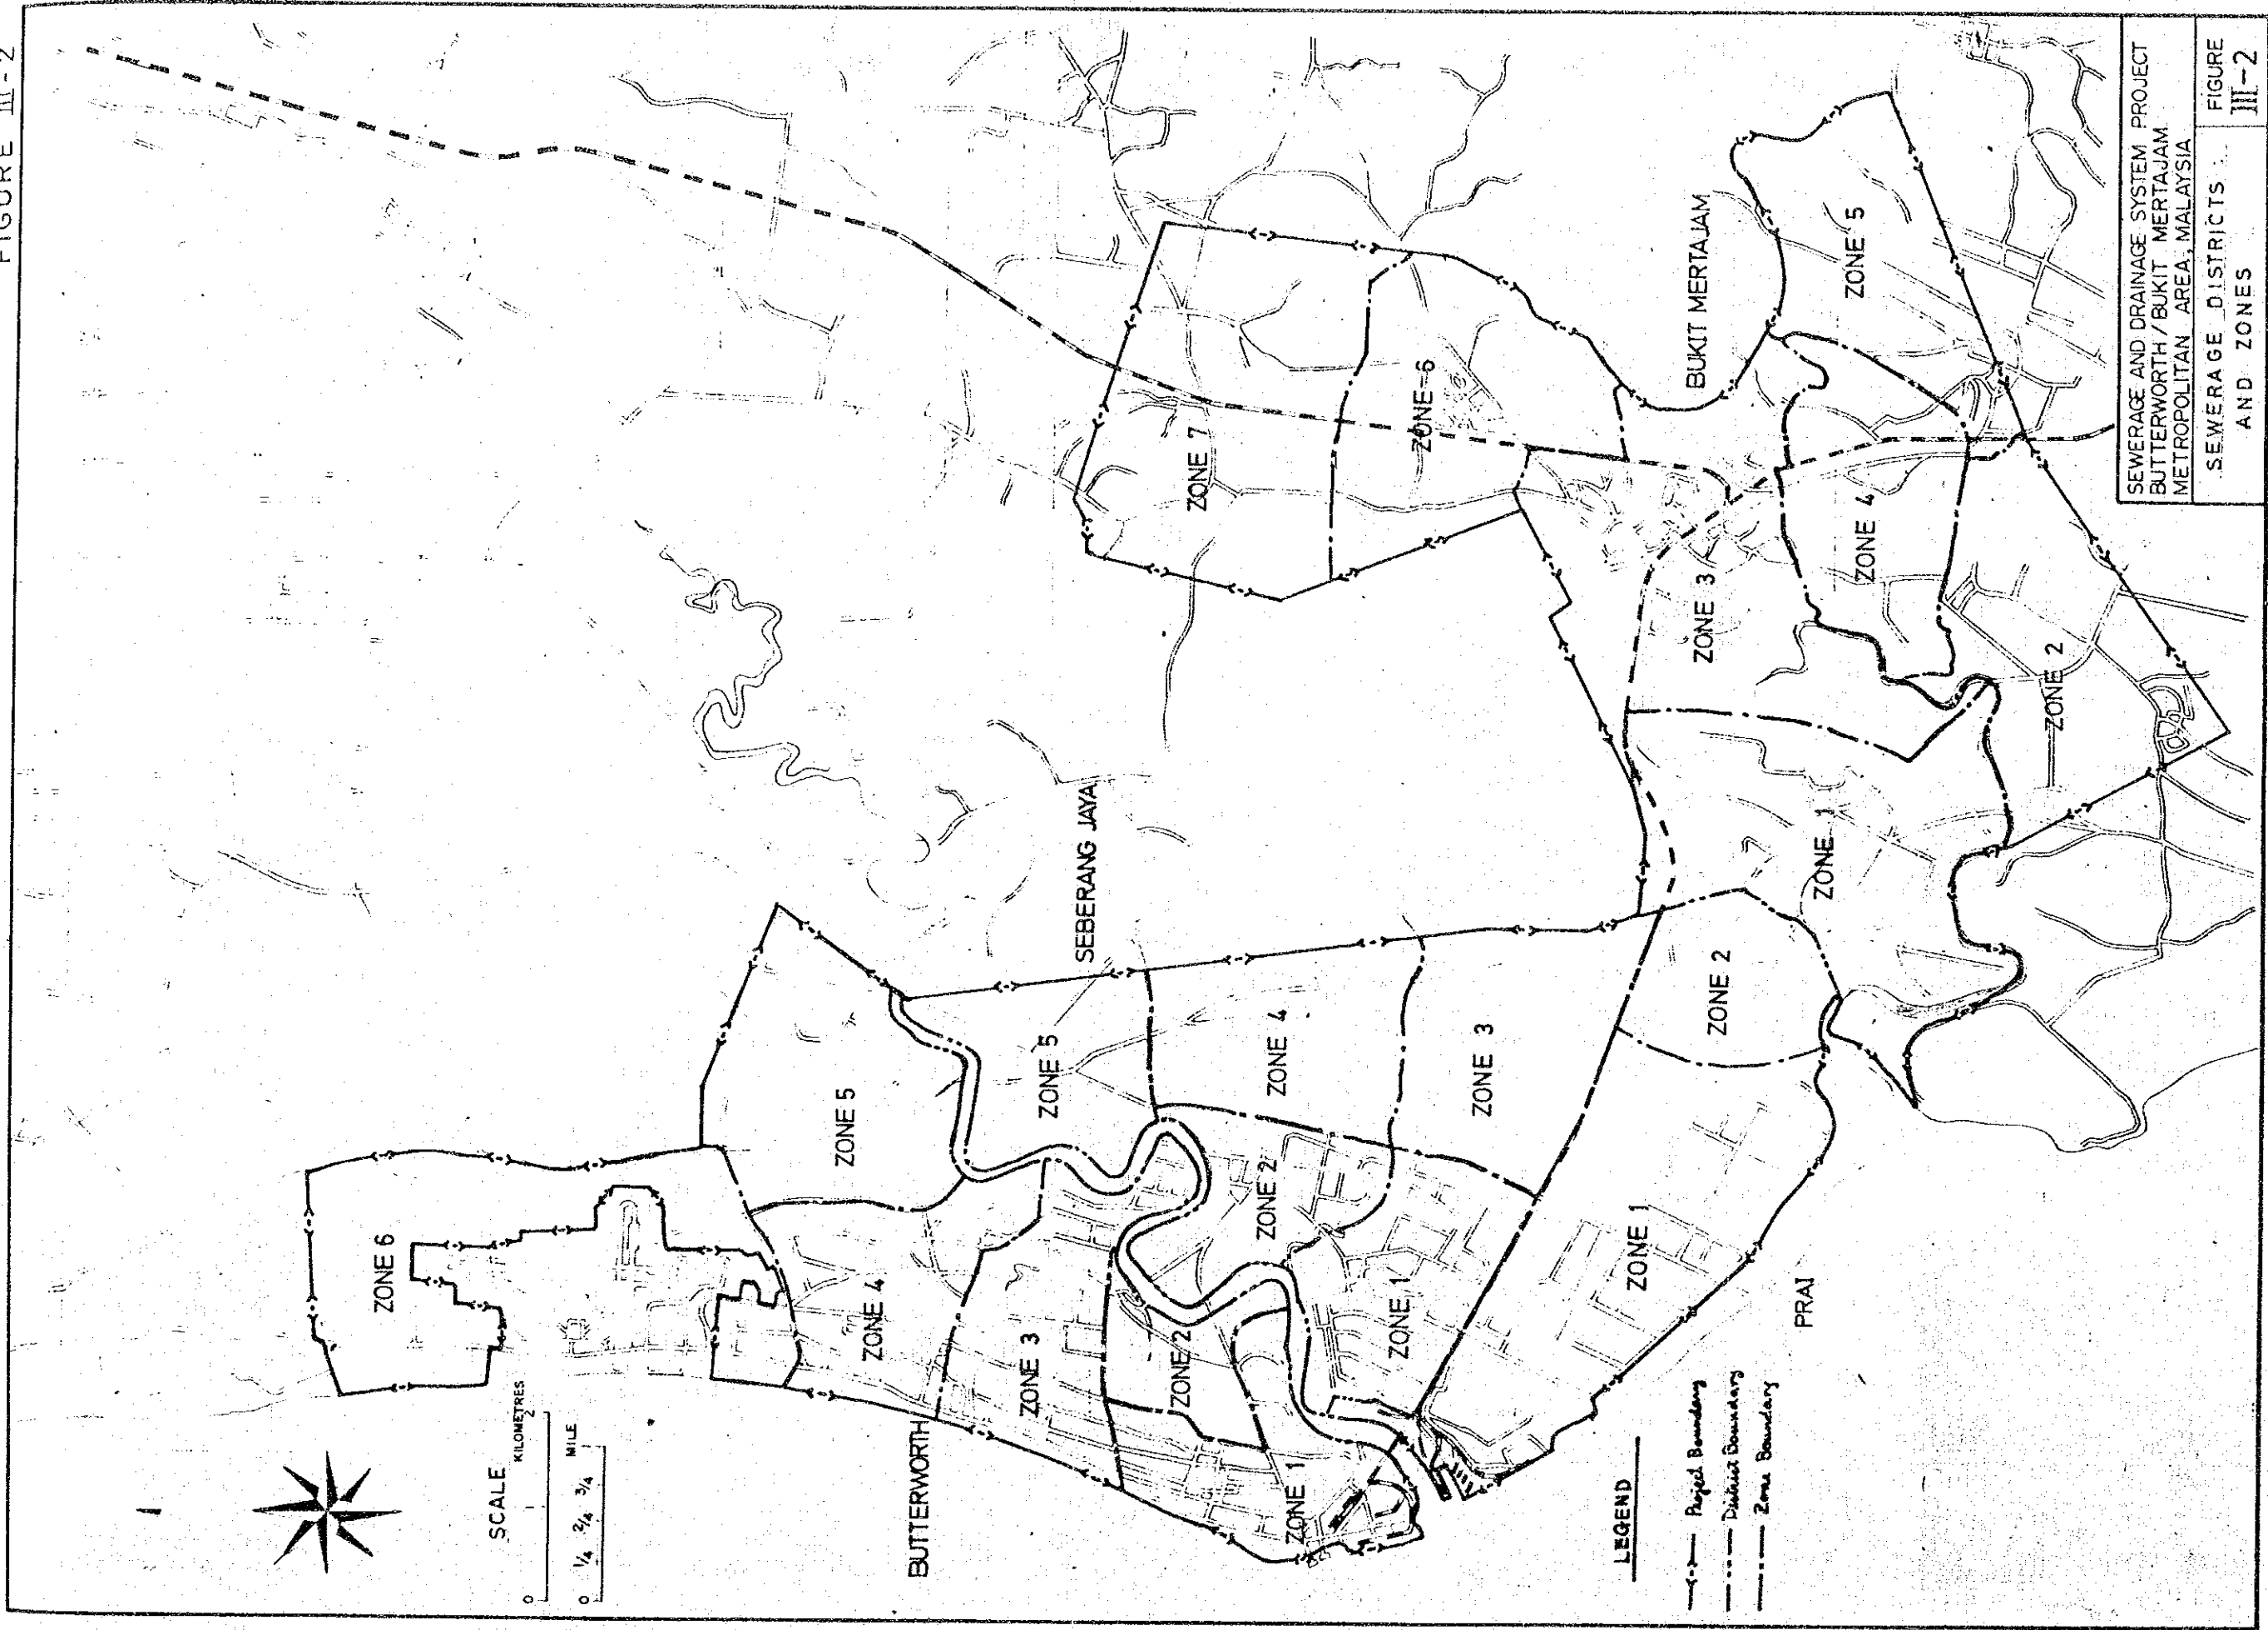 FIGURE III-2
SCALE
0 2 KILOMETRES
0 1/4 2/4 3/4 MILE
BUTTERWORTH
ZONE 6
ZONE 5
ZONE 4
ZONE 3
ZONE 2
ZONE 1
SEBERANG JAYA
ZONE 5
ZONE 4
ZONE 3
ZONE 2
ZONE 1
PRAI
ZONE 2
ZONE 1
BUKIT MERTAJAM
ZONE 7
ZONE 6
ZONE 5
ZONE 4
ZONE 3
ZONE 2
ZONE 1
LEGEND
Project Boundary
District Boundary
Zone Boundary
SEWERAGE AND DRAINAGE SYSTEM PROJECT
BUTTERWORTH / BUKIT MERTAJAM
METROPOLITAN AREA, MALAYSIA
SEWERAGE DISTRICTS
AND ZONES
FIGURE
III-2